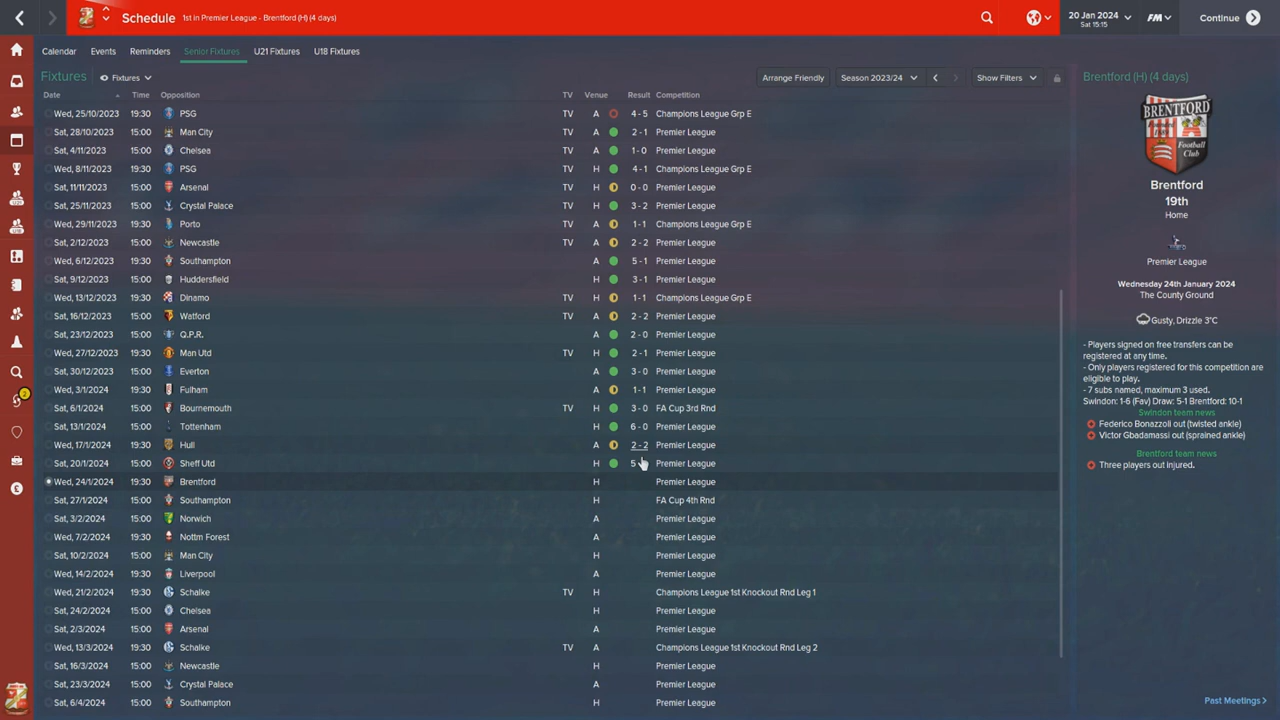 Schedule 1st in Premier League - Brentford (H) (4 days)
20 Jan 2024
Sat 15:15
FM
Continue
Calendar Events Reminders Senior Fixtures U21 Fixtures U18 Fixtures
Fixtures Fixtures Arrange Friendly Season 2023/24 Show Filters
Date Time Opposition TV Venue Result Competition
Wed, 25/10/2023 19:30 PSG TV A 4 - 5 Champions League Grp E
Sat, 28/10/2023 15:00 Man City TV A 2 - 1 Premier League
Sat, 4/11/2023 15:00 Chelsea TV A 1 - 0 Premier League
Wed, 8/11/2023 19:30 PSG TV H 4 - 1 Champions League Grp E
Sat, 11/11/2023 15:00 Arsenal TV H 0 - 0 Premier League
Sat, 25/11/2023 15:00 Crystal Palace TV H 3 - 2 Premier League
Wed, 29/11/2023 19:30 Porto TV A 1 - 1 Champions League Grp E
Sat, 2/12/2023 15:00 Newcastle TV A 2 - 2 Premier League
Wed, 6/12/2023 19:30 Southampton A 5 - 1 Premier League
Sat, 9/12/2023 15:00 Huddersfield H 3 - 1 Premier League
Wed, 13/12/2023 19:30 Dinamo TV H 1 - 1 Champions League Grp E
Sat, 16/12/2023 15:00 Watford TV A 2 - 2 Premier League
Sat, 23/12/2023 15:00 Q.P.R. A 2 - 0 Premier League
Wed, 27/12/2023 19:30 Man Utd TV H 2 - 1 Premier League
Sat, 30/12/2023 15:00 Everton A 3 - 0 Premier League
Wed, 3/1/2024 19:30 Fulham A 1 - 1 Premier League
Sat, 6/1/2024 15:00 Bournemouth TV H 3 - 0 FA Cup 3rd Rnd
Sat, 13/1/2024 15:00 Tottenham H 6 - 0 Premier League
Wed, 17/1/2024 19:30 Hull A 2 - 2 Premier League
Sat, 20/1/2024 15:00 Sheff Utd H 5 Premier League
Wed, 24/1/2024 19:30 Brentford H Premier League
Sat, 27/1/2024 15:00 Southampton H FA Cup 4th Rnd
Sat, 3/2/2024 15:00 Norwich A Premier League
Wed, 7/2/2024 19:30 Nottm Forest A Premier League
Sat, 10/2/2024 15:00 Man City H Premier League
Wed, 14/2/2024 19:30 Liverpool A Premier League
Wed, 21/2/2024 19:30 Schalke TV H Champions League 1st Knockout Rnd Leg 1
Sat, 24/2/2024 15:00 Chelsea H Premier League
Sat, 2/3/2024 15:00 Arsenal A Premier League
Wed, 13/3/2024 19:30 Schalke TV A Champions League 1st Knockout Rnd Leg 2
Sat, 16/3/2024 15:00 Newcastle H Premier League
Sat, 23/3/2024 15:00 Crystal Palace A Premier League
Sat, 6/4/2024 15:00 Southampton H Premier League
Brentford (H) (4 days)
BRENTFORD
Football
Club
Brentford
19th
Home
Premier League
Wednesday 24th January 2024
The County Ground
Gusty, Drizzle 3°C
- Players signed on free transfers can be
registered at any time.
- Only players registered for this competition are
eligible to play.
- 7 subs named, maximum 3 used.
Swindon: 1-6 (Fav) Draw: 5-1 Brentford: 10-1
Swindon team news
Federico Bonazzoli out (twisted ankle)
Victor Gbadamassi out (sprained ankle)
Brentford team news
Three players out injured.
Past Meetings >